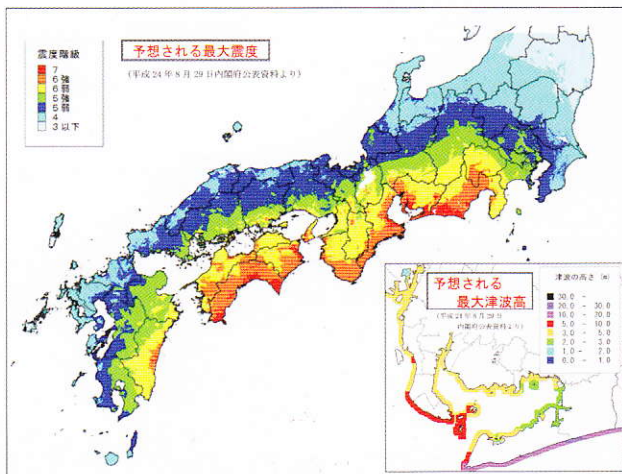 震度階級
7
6強
6弱
5強
5弱
4
3以下
予想される最大震度
(平成24年8月29日内閣府公表資料より)
予想される
最大津波高
(平成24年8月29日
内閣府公表資料より)
津波の高さ (m)
30.0 -
20.0 - 30.0
10.0 - 20.0
5.0 - 10.0
3.0 - 5.0
2.0 - 3.0
1.0 - 2.0
0.0 - 1.0